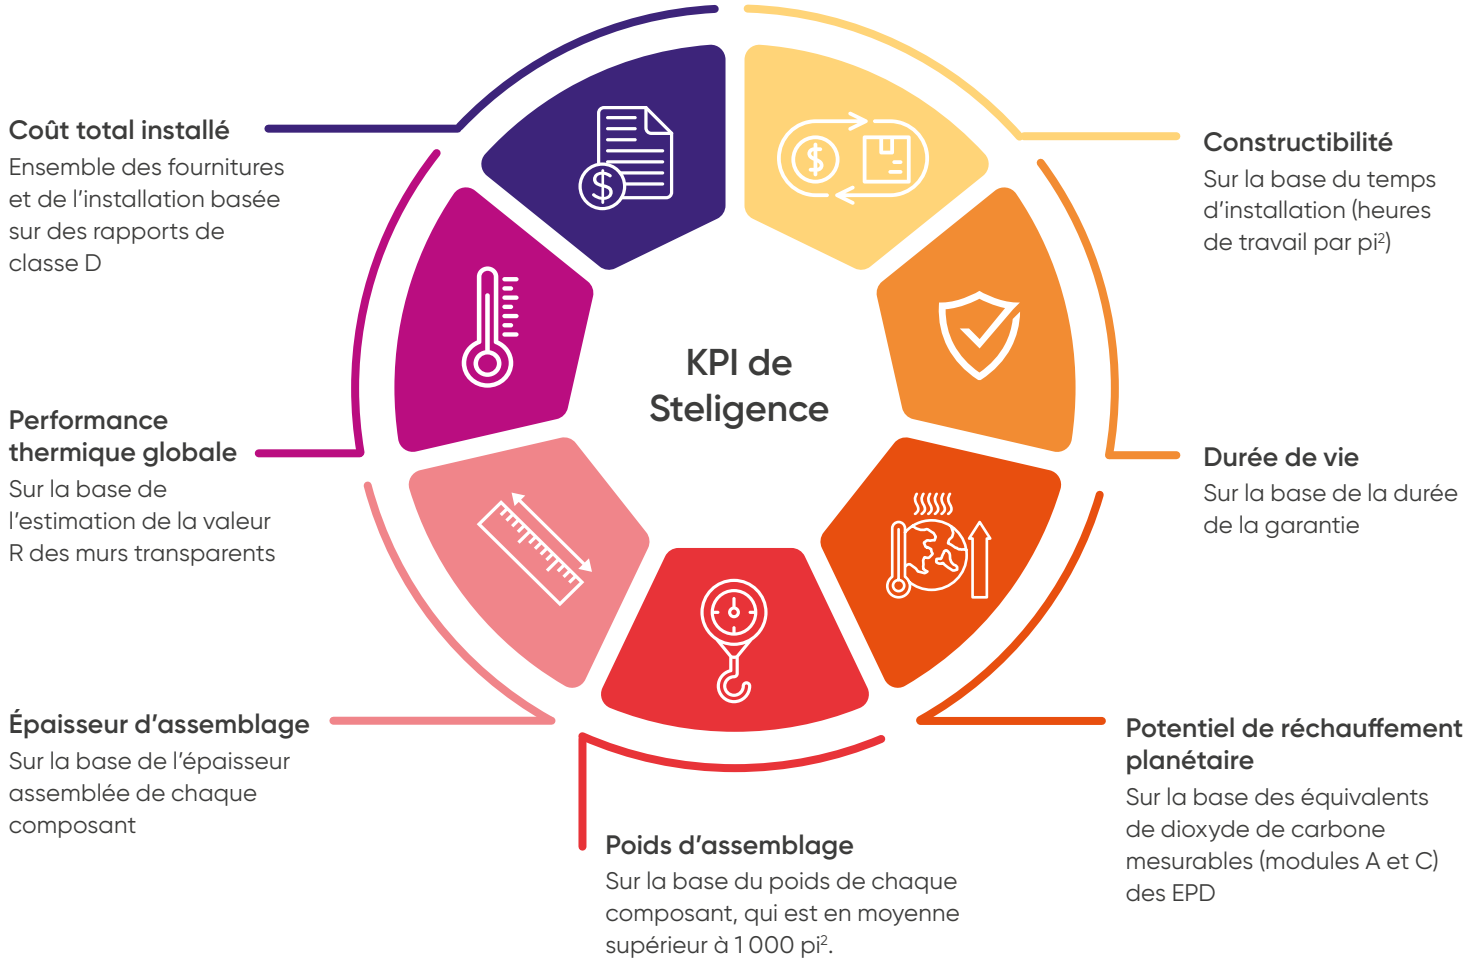 Coût total installé
Ensemble des fournitures
et de l’installation basée
sur des rapports de
classe D
Performance
thermique globale
Sur la base de
l’estimation de la valeur
R des murs transparents
Épaisseur d’assemblage
Sur la base de l’épaisseur
assemblée de chaque
composant
KPI de
Steligence
Poids d’assemblage
Sur la base du poids de chaque
composant, qui est en moyenne
supérieur à 1 000 pi².
Constructibilité
Sur la base du temps
d’installation (heures
de travail par pi²)
Durée de vie
Sur la base de la durée
de la garantie
Potentiel de réchauffement
planétaire
Sur la base des équivalents
de dioxyde de carbone
mesurables (modules A et C)
des EPD